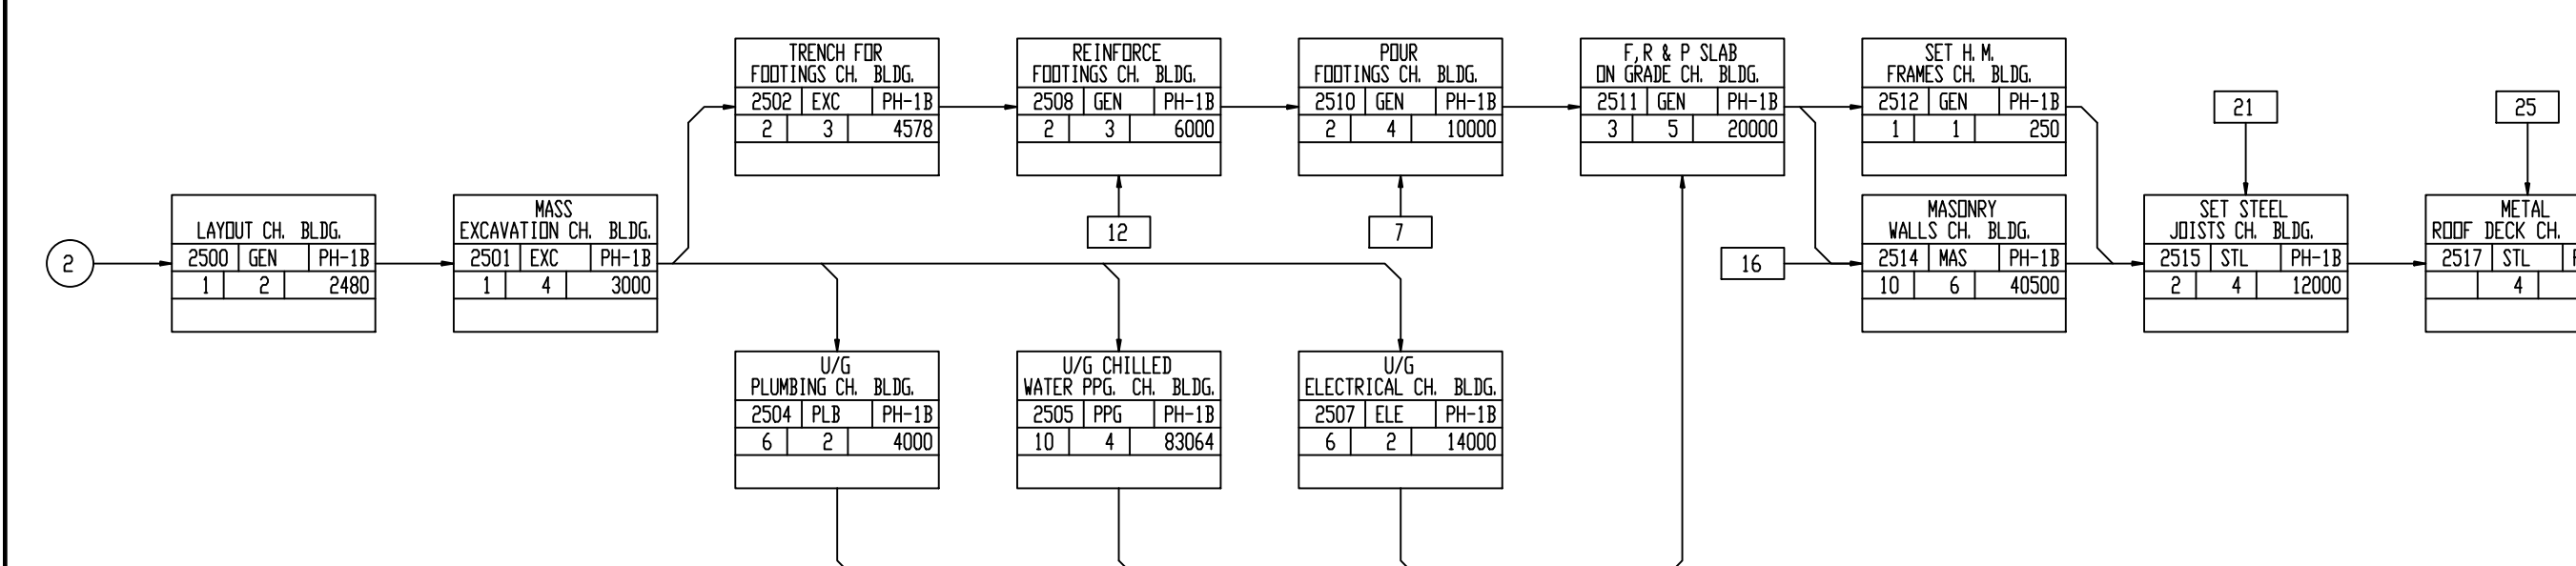 TRENCH FOR
FOOTINGS CH. BLDG.
2502 EXC PH-1B
2 3 4578
REINFORCE
FOOTINGS CH. BLDG.
2508 GEN PH-1B
2 3 6000
POUR
FOOTINGS CH. BLDG.
2510 GEN PH-1B
2 4 10000
F,R & P SLAB
ON GRADE CH. BLDG.
2511 GEN PH-1B
3 5 20000
SET H.M.
FRAMES CH. BLDG.
2512 GEN PH-1B
1 1 250
21
25
12
7
16
2
LAYOUT CH. BLDG.
2500 GEN PH-1B
1 2 2480
MASS
EXCAVATION CH. BLDG.
2501 EXC PH-1B
1 4 3000
MASONRY
WALLS CH. BLDG.
2514 MAS PH-1B
10 6 40500
SET STEEL
JOISTS CH. BLDG.
2515 STL PH-1B
2 4 12000
METAL
ROOF DECK CH.
2517 STL
4
U/G
PLUMBING CH. BLDG.
2504 PLB PH-1B
6 2 4000
U/G CHILLED
WATER PPG. CH. BLDG.
2505 PPG PH-1B
10 4 83064
U/G
ELECTRICAL CH. BLDG.
2507 ELE PH-1B
6 2 14000